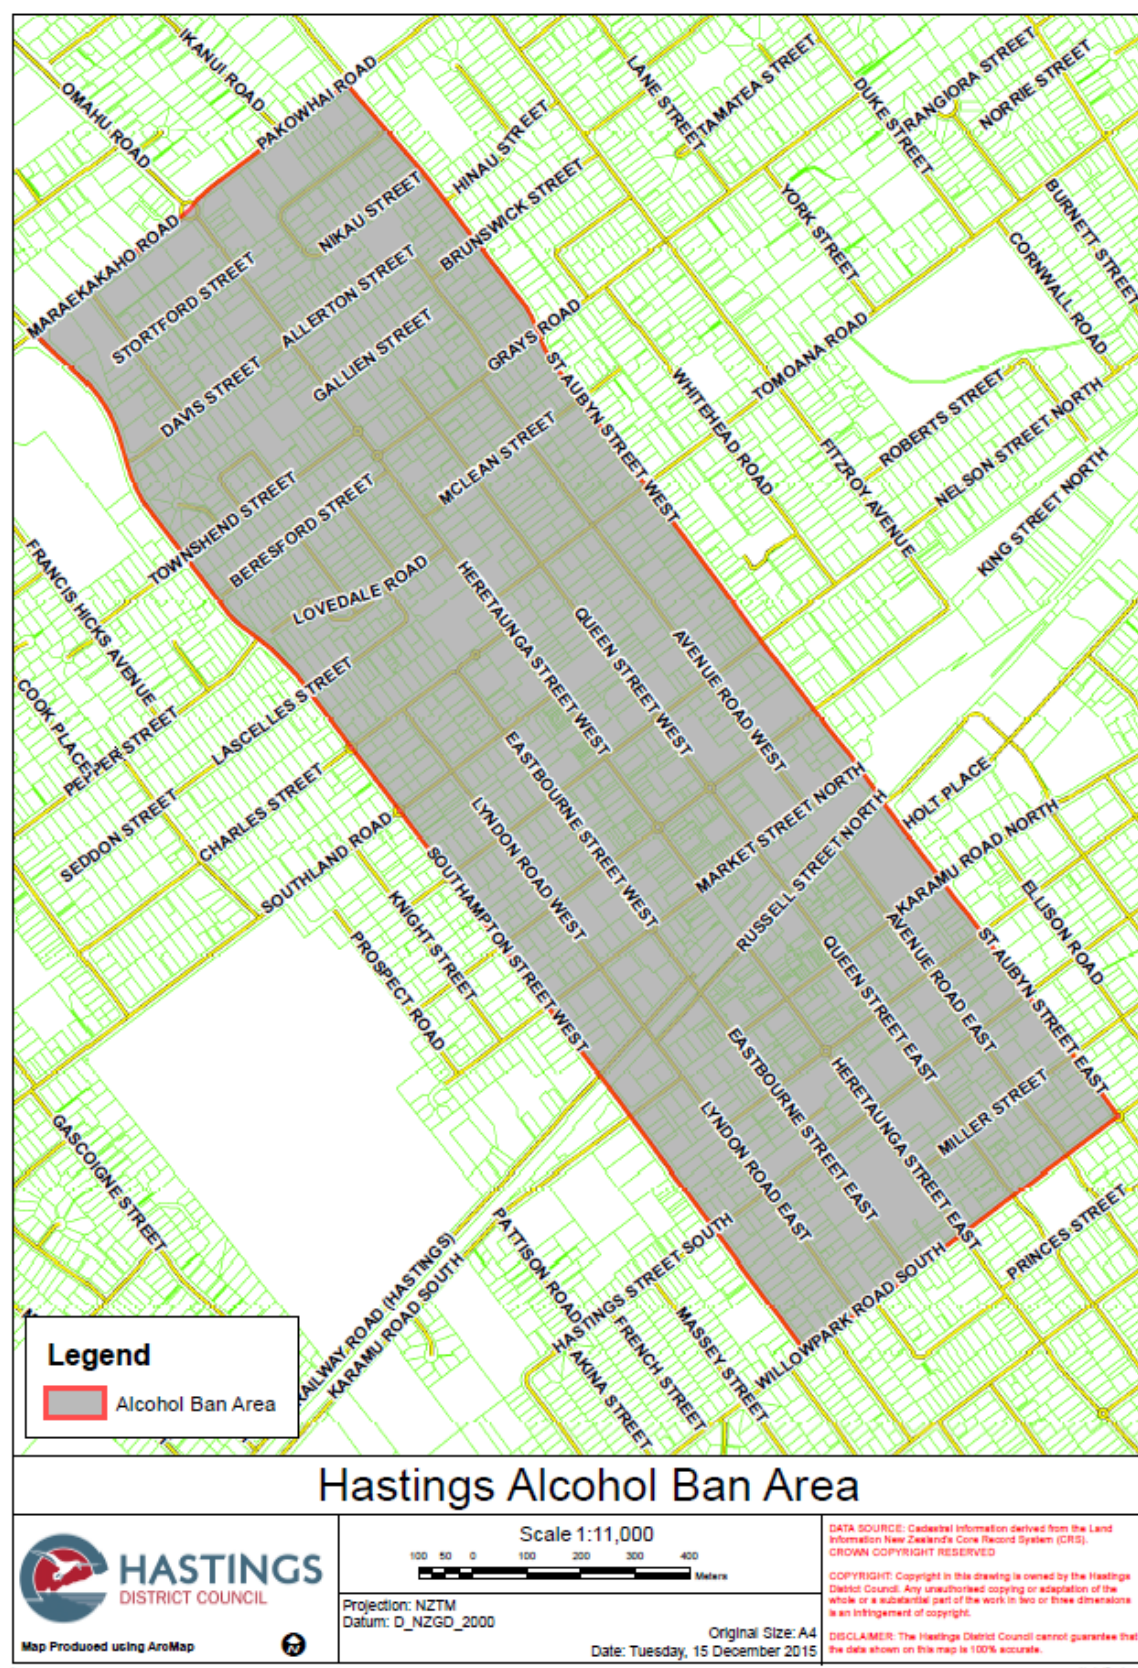 IKANUI ROAD
OMAHU ROAD
PAKOWHAI ROAD
LANE STREET
TAMATEA STREET
DUKE STREET
RANGIORA STREET
NORRIE STREET
HINAU STREET
BRUNSWICK STREET
NIKAU STREET
YORK STREET
BURNETT STREET
CORNWALL ROAD
MARAEKAKAHO ROAD
STORTFORD STREET
ALLERTON STREET
GALLIEN STREET
GRAYS ROAD
DAVIS STREET
ST AUBYN STREET WEST
TOMOANA ROAD
WHITEHEAD ROAD
ROBERTS STREET
NELSON STREET NORTH
FITZROY AVENUE
KING STREET NORTH
MCLEAN STREET
TOWNSHEND STREET
BERESFORD STREET
LOVEDALE ROAD
FRANCIS HICKS AVENUE
HERETAUNGA STREET WEST
QUEEN STREET WEST
AVENUE ROAD WEST
COOK PLACE
PEPPER STREET
LASCELLES STREET
SEDDON STREET
CHARLES STREET
SOUTHLAND ROAD
EASTBOURNE STREET WEST
LYNDON ROAD WEST
SOUTHAMPTON STREET WEST
MARKET STREET NORTH
RUSSELL STREET NORTH
HOLT PLACE
KARAMU ROAD NORTH
ELLISON ROAD
KNIGHT STREET
PROSPECT ROAD
AVENUE ROAD EAST
ST AUBYN STREET EAST
QUEEN STREET EAST
EASTBOURNE STREET EAST
HERETAUNGA STREET EAST
MILLER STREET
LYNDON ROAD EAST
GASCOIGNE STREET
PATTISON ROAD
HASTINGS STREET SOUTH
PRINCES STREET
RAILWAY ROAD (HASTINGS)
KARAMU ROAD SOUTH
FRENCH STREET
AKINA STREET
MASSEY STREET
WILLOWPARK ROAD SOUTH
Legend
Alcohol Ban Area
Hastings Alcohol Ban Area
HASTINGS
DISTRICT COUNCIL
Map Produced using ArcMap
Scale 1:11,000
100 50 0 100 200 300 400
Meters
Projection: NZTM
Datum: D_NZGD_2000
Original Size: A4
Date: Tuesday, 15 December 2015
DATA SOURCE: Cadastral information derived from the Land
Information New Zealand's Core Record System (CRS).
CROWN COPYRIGHT RESERVED
COPYRIGHT: Copyright in this drawing is owned by the Hastings
District Council. Any unauthorised copying or adaptation of the
whole or a substantial part of the work in two or three dimensions
is an infringement of copyright.
DISCLAIMER: The Hastings District Council cannot guarantee that
the data shown on this map is 100% accurate.